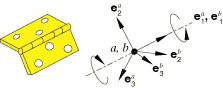 e₂ᵃ
e₁ᵃ, e₁ᵇ
a, b
e₂ᵇ
e₃ᵇ
e₃ᵃ